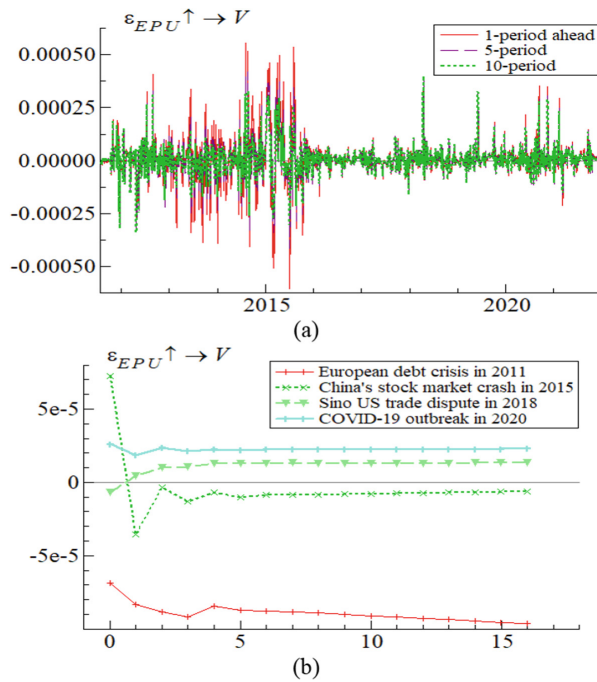 ε_EPU↑ → V
1-period ahead
5-period
10-period
0.00050
0.00025
0.00000
-0.00025
-0.00050
2015
2020
(a)
ε_EPU↑ → V
European debt crisis in 2011
China's stock market crash in 2015
Sino US trade dispute in 2018
COVID-19 outbreak in 2020
5e-5
0
-5e-5
0
5
10
15
(b)